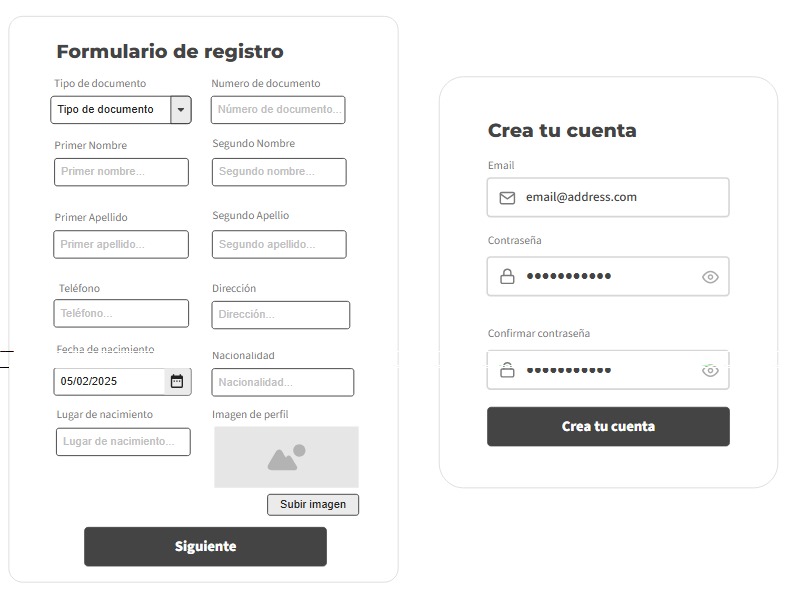 Formulario de registro
Tipo de documento
Numero de documento
Tipo de documento
Número de documento...
Primer Nombre
Segundo Nombre
Primer nombre...
Segundo nombre...
Primer Apellido
Segundo Apellio
Primer apellido...
Segundo apellido...
Teléfono
Dirección
Teléfono...
Dirección...
Fecha de nacimiento
Nacionalidad
05/02/2025
Nacionalidad...
Lugar de nacimiento
Imagen de perfil
Lugar de nacimiento...
Subir imagen
Siguiente
Crea tu cuenta
Email
email@address.com
Contraseña
Confirmar contraseña
Crea tu cuenta